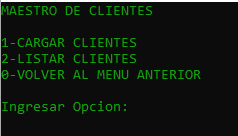 MAESTRO DE CLIENTES
1-CARGAR CLIENTES
2-LISTAR CLIENTES
0-VOLVER AL MENU ANTERIOR
Ingresar Opcion: